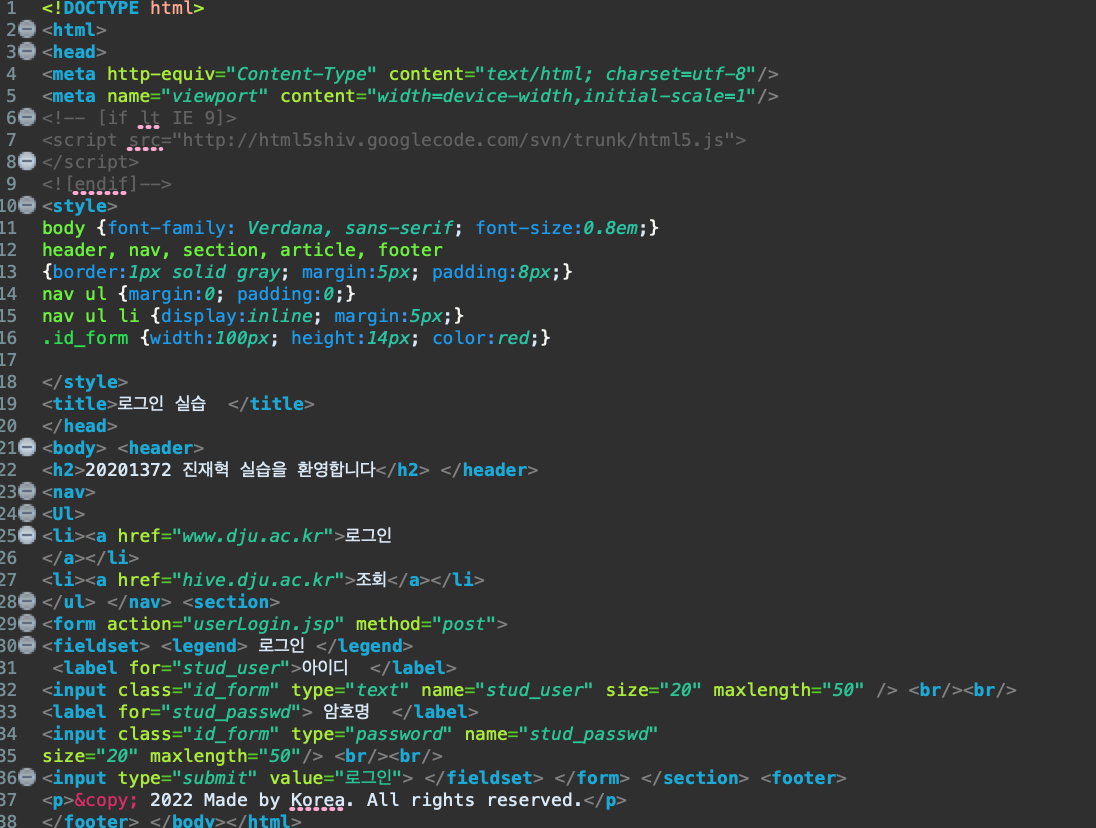 1 <!DOCTYPE html>
2 <html>
3 <head>
4 <meta http-equiv="Content-Type" content="text/html; charset=utf-8"/>
5 <meta name="viewport" content="width=device-width,initial-scale=1"/>
6 <!-- [if lt IE 9]>
7 <script src="http://html5shiv.googlecode.com/svn/trunk/html5.js">
8 </script>
9 <![endif]-->
10 <style>
11 body {font-family: Verdana, sans-serif; font-size:0.8em;}
12 header, nav, section, article, footer
13 {border:1px solid gray; margin:5px; padding:8px;}
14 nav ul {margin:0; padding:0;}
15 nav ul li {display:inline; margin:5px;}
16 .id_form {width:100px; height:14px; color:red;}
17
18 </style>
19 <title>로그인 실습  </title>
20 </head>
21 <body> <header>
22 <h2>20201372 진재혁 실습을 환영합니다</h2> </header>
23 <nav>
24 <Ul>
25 <li><a href="www.dju.ac.kr">로그인
26 </a></li>
27 <li><a href="hive.dju.ac.kr">조회</a></li>
28 </ul> </nav> <section>
29 <form action="userLogin.jsp" method="post">
30 <fieldset> <legend> 로그인 </legend>
31  <label for="stud_user">아이디  </label>
32 <input class="id_form" type="text" name="stud_user" size="20" maxlength="50" /> <br/><br/>
33 <label for="stud_passwd"> 암호명  </label>
34 <input class="id_form" type="password" name="stud_passwd"
35 size="20" maxlength="50"/> <br/><br/>
36 <input type="submit" value="로그인"> </fieldset> </form> </section> <footer>
37 <p>&copy; 2022 Made by Korea. All rights reserved.</p>
38 </footer> </body></html>